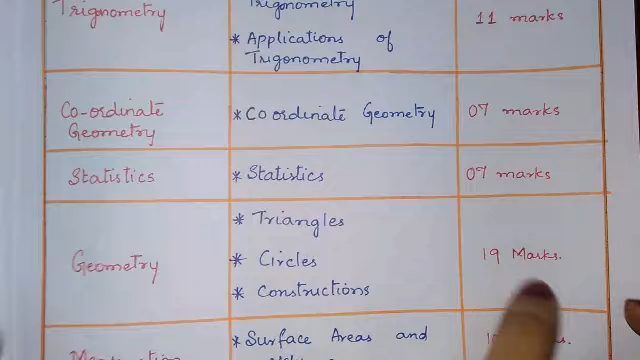 Trigonometry
Trigonometry
* Applications of
Trigonometry
11 marks
Co-ordinate
Geometry
* Coordinate Geometry
07 marks
Statistics
* Statistics
07 marks
Geometry
* Triangles
* Circles
* Constructions
19 Marks.
* Surface Areas and